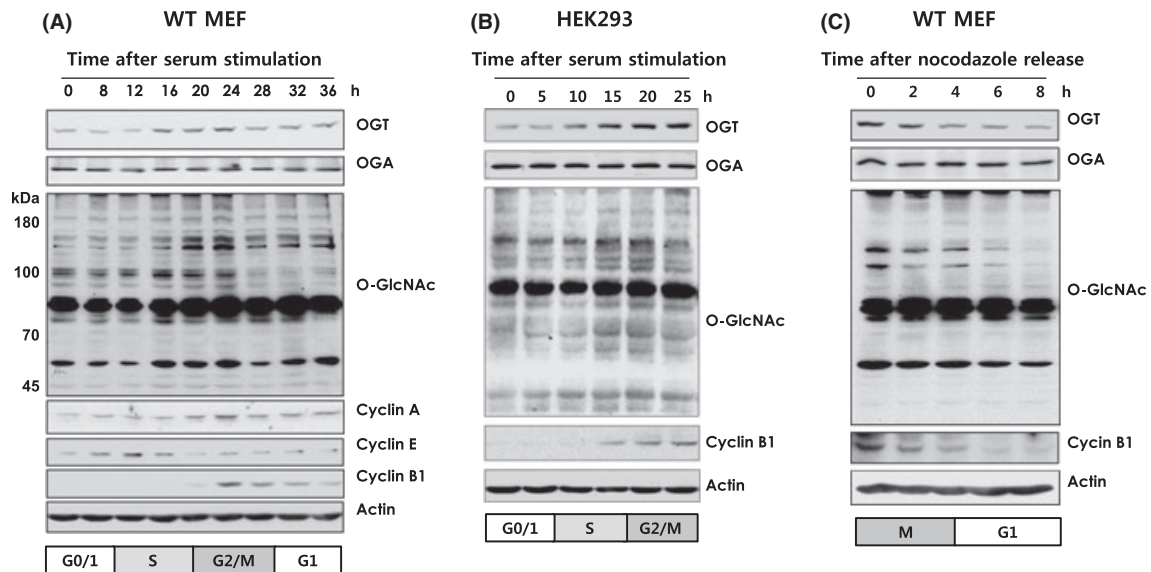 (A) WT MEF
Time after serum stimulation
0 8 12 16 20 24 28 32 36 h
OGT
OGA
kDa
180
100
70
45
O-GlcNAc
Cyclin A
Cyclin E
Cyclin B1
Actin
G0/1 S G2/M G1
(B) HEK293
Time after serum stimulation
0 5 10 15 20 25 h
OGT
OGA
O-GlcNAc
Cyclin B1
Actin
G0/1 S G2/M
(C) WT MEF
Time after nocodazole release
0 2 4 6 8 h
OGT
OGA
O-GlcNAc
Cycin B1
Actin
M G1